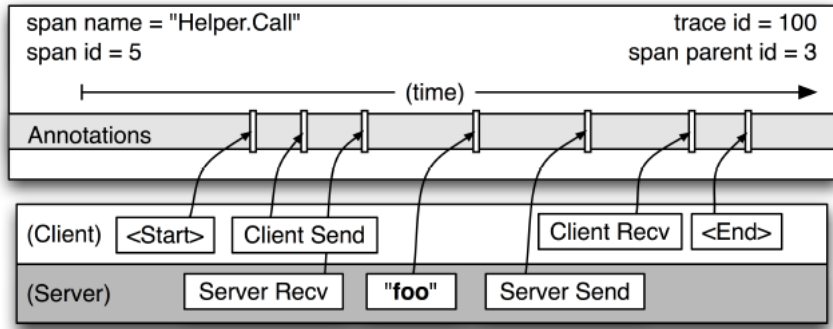 span name = "Helper.Call"
trace id = 100
span id = 5
span parent id = 3
(time)
Annotations
(Client)
<Start>
Client Send
Client Recv
<End>
(Server)
Server Recv
"foo"
Server Send